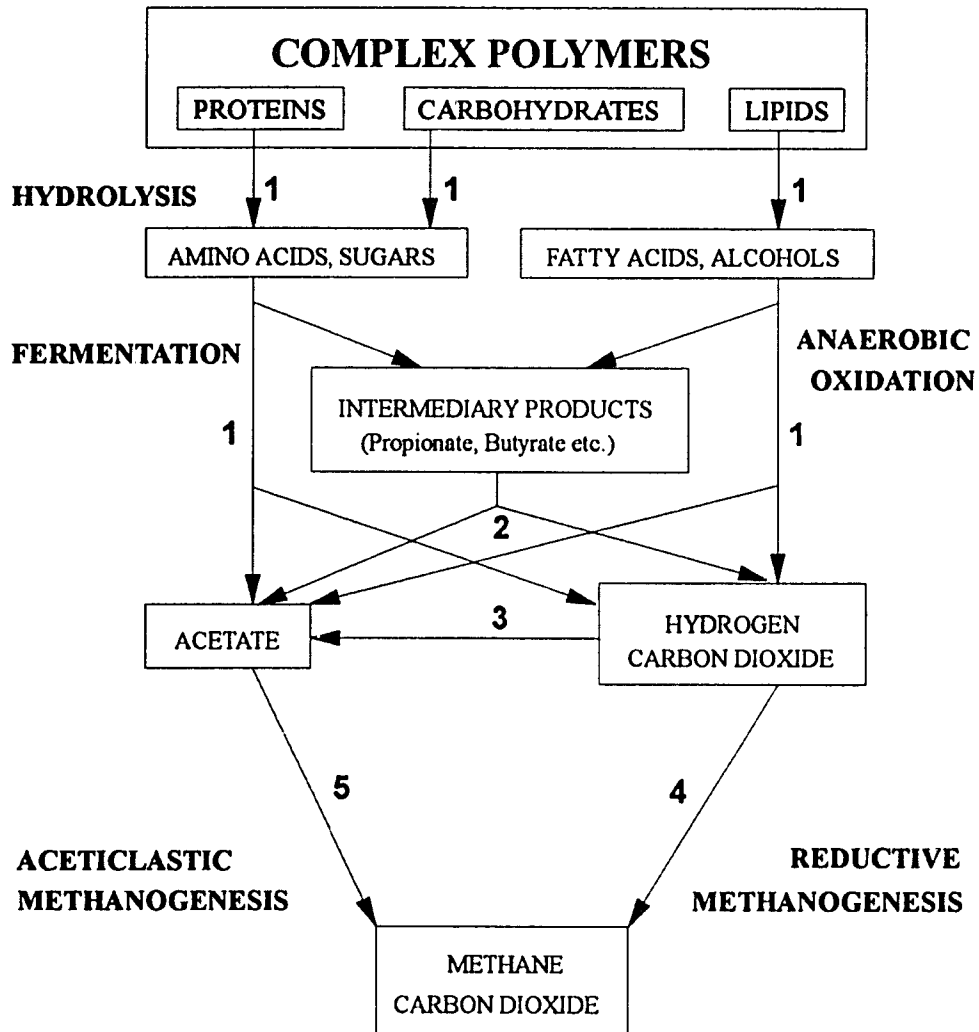 COMPLEX POLYMERS
PROTEINS
CARBOHYDRATES
LIPIDS
HYDROLYSIS
1
1
1
AMINO ACIDS, SUGARS
FATTY ACIDS, ALCOHOLS
FERMENTATION
ANAEROBIC
OXIDATION
INTERMEDIARY PRODUCTS
(Propionate, Butyrate etc.)
1
1
2
ACETATE
3
HYDROGEN
CARBON DIOXIDE
5
4
ACETICLASTIC
METHANOGENESIS
REDUCTIVE
METHANOGENESIS
METHANE
CARBON DIOXIDE